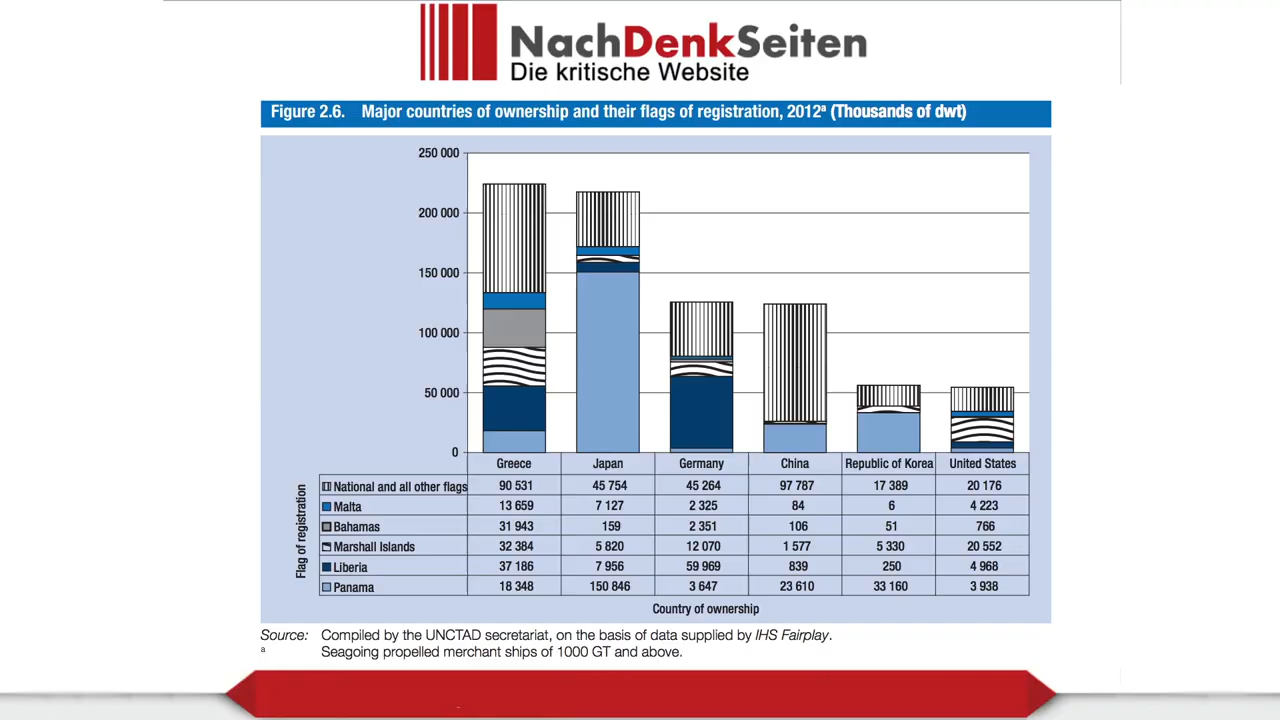 NachDenkSeiten
Die kritische Website
Figure 2.6. Major countries of ownership and their flags of registration, 2012ª (Thousands of dwt)
250 000
200 000
150 000
100 000
50 000
0
Greece Japan Germany China Republic of Korea United States
Flag of registration
National and all other flags 90 531 45 754 45 264 97 787 17 389 20 176
Malta 13 659 7 127 2 325 84 6 4 223
Bahamas 31 943 159 2 351 106 51 766
Marshall Islands 32 384 5 820 12 070 1 577 5 330 20 552
Liberia 37 186 7 956 59 969 839 250 4 968
Panama 18 348 150 846 3 647 23 610 33 160 3 938
Country of ownership
Source: Compiled by the UNCTAD secretariat, on the basis of data supplied by IHS Fairplay.
a Seagoing propelled merchant ships of 1000 GT and above.